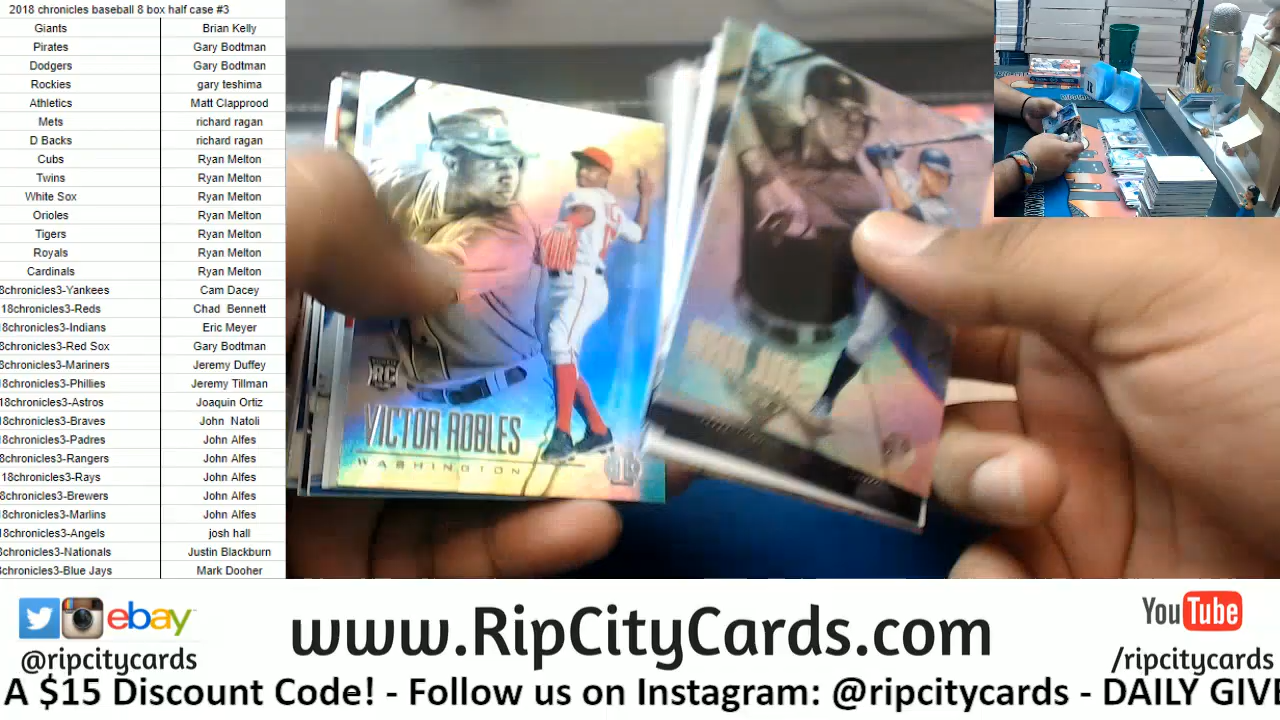 2018 chronicles baseball 8 box half case #3
Giants Brian Kelly
Pirates Gary Bodtman
Dodgers Gary Bodtman
Rockies gary teshima
Athletics Matt Clapprood
Mets richard ragan
D Backs richard ragan
Cubs Ryan Melton
Twins Ryan Melton
White Sox Ryan Melton
Orioles Ryan Melton
Tigers Ryan Melton
Royals Ryan Melton
Cardinals Ryan Melton
8chronicles3-Yankees Cam Dacey
18chronicles3-Reds Chad Bennett
18chronicles3-Indians Eric Meyer
8chronicles3-Red Sox Gary Bodtman
8chronicles3-Mariners Jeremy Duffey
8chronicles3-Phillies Jeremy Tillman
18chronicles3-Astros Joaquin Ortiz
8chronicles3-Braves John Natoli
8chronicles3-Padres John Alfes
8chronicles3-Rangers John Alfes
18chronicles3-Rays John Alfes
8chronicles3-Brewers John Alfes
18chronicles3-Marlins John Alfes
18chronicles3-Angels josh hall
8chronicles3-Nationals Justin Blackburn
8chronicles3-Blue Jays Mark Dooher
RC
VICTOR ROBLES
WASHINGTON
ebay
@ripcitycards
www.RipCityCards.com
YouTube
/ripcitycards
A $15 Discount Code! - Follow us on Instagram: @ripcitycards - DAILY GIVE